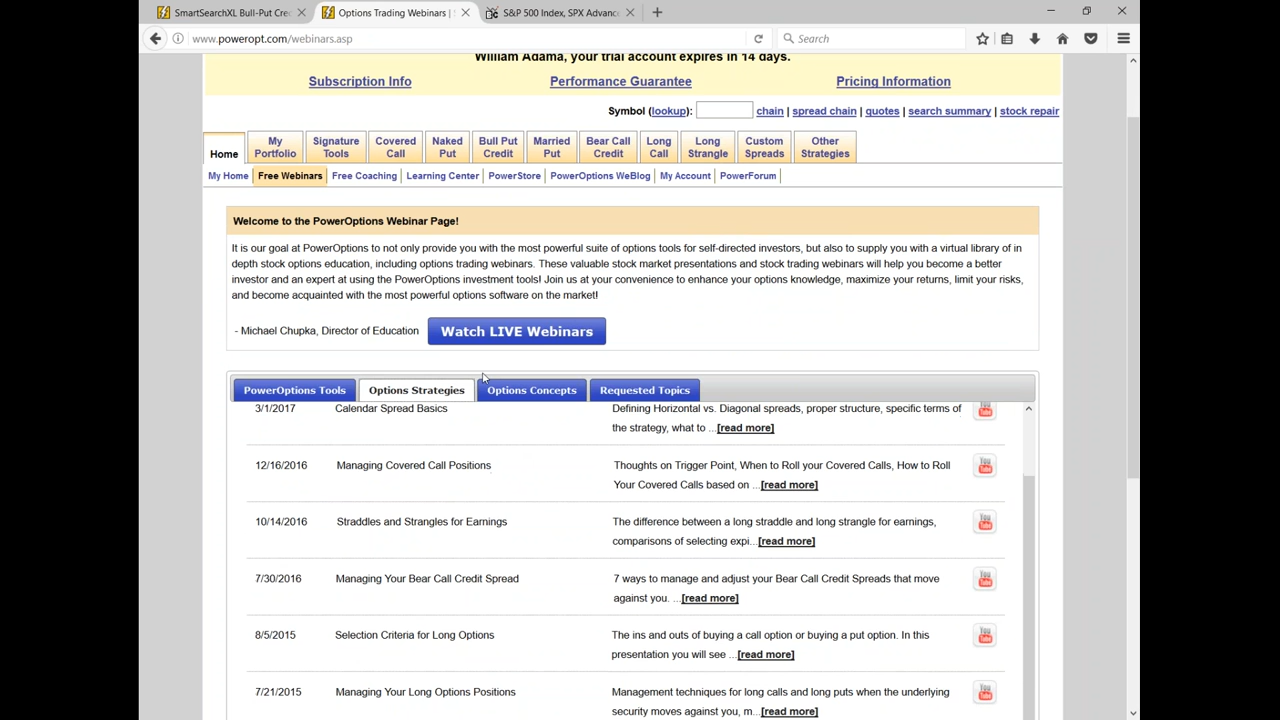 SmartSearchXL Bull-Put Cre
Options Trading Webinars |
S&P 500 Index, SPX Advance
www.poweropt.com/webinars.asp
Search
William Adama, your trial account expires in 14 days.
Subscription Info
Performance Guarantee
Pricing Information
Symbol (lookup): chain | spread chain | quotes | search summary | stock repair
Home
My Portfolio
Signature Tools
Covered Call
Naked Put
Bull Put Credit
Married Put
Bear Call Credit
Long Call
Long Strangle
Custom Spreads
Other Strategies
My Home | Free Webinars | Free Coaching | Learning Center | PowerStore | PowerOptions WeBlog | My Account | PowerForum |
Welcome to the PowerOptions Webinar Page!
It is our goal at PowerOptions to not only provide you with the most powerful suite of options tools for self-directed investors, but also to supply you with a virtual library of in
depth stock options education, including options trading webinars. These valuable stock market presentations and stock trading webinars will help you become a better
investor and an expert at using the PowerOptions investment tools! Join us at your convenience to enhance your options knowledge, maximize your returns, limit your risks,
and become acquainted with the most powerful options software on the market!
- Michael Chupka, Director of Education
Watch LIVE Webinars
PowerOptions Tools
Options Strategies
Options Concepts
Requested Topics
3/1/2017 Calendar Spread Basics Defining Horizontal vs. Diagonal spreads, proper structure, specific terms of
the strategy, what to ...[read more]
You Tube
12/16/2016 Managing Covered Call Positions Thoughts on Trigger Point, When to Roll your Covered Calls, How to Roll
Your Covered Calls based on ...[read more]
You Tube
10/14/2016 Straddles and Strangles for Earnings The difference between a long straddle and long strangle for earnings,
comparisons of selecting expi...[read more]
You Tube
7/30/2016 Managing Your Bear Call Credit Spread 7 ways to manage and adjust your Bear Call Credit Spreads that move
against you. ...[read more]
You Tube
8/5/2015 Selection Criteria for Long Options The ins and outs of buying a call option or buying a put option. In this
presentation you will see ...[read more]
You Tube
7/21/2015 Managing Your Long Options Positions Management techniques for long calls and long puts when the underlying
security moves against you, m...[read more]
You Tube